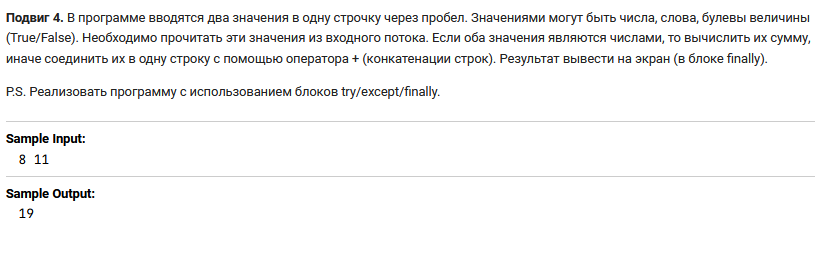 Подвиг 4. В программе вводятся два значения в одну строчку через пробел. Значениями могут быть числа, слова, булевы величины
(True/False). Необходимо прочитать эти значения из входного потока. Если оба значения являются числами, то вычислить их сумму,
иначе соединить их в одну строку с помощью оператора + (конкатенации строк). Результат вывести на экран (в блоке finally).
P.S. Реализовать программу с использованием блоков try/except/finally.
Sample Input:
8 11
Sample Output:
19